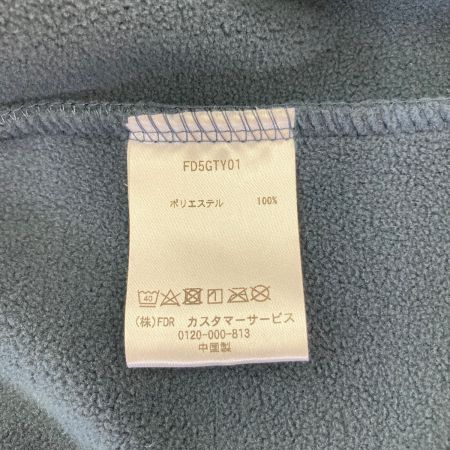 FD5GTY01
ポリエステル 100%
40
(株)FDR カスタマーサービス
0120-000-813
中国製